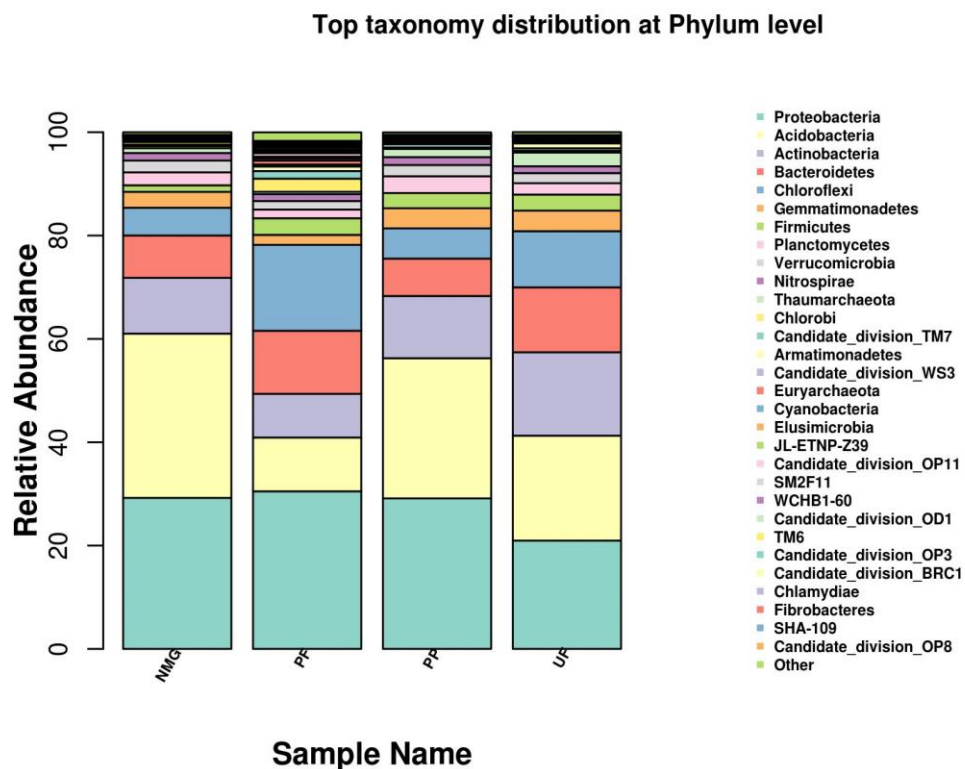 Top taxonomy distribution at Phylum level
Relative Abundance
100
80
60
40
20
0
NMG
PF
PP
UF
Sample Name
Proteobacteria
Acidobacteria
Actinobacteria
Bacteroidetes
Chloroflexi
Gemmatimonadetes
Firmicutes
Planctomycetes
Verrucomicrobia
Nitrospirae
Thaumarchaeota
Chlorobi
Candidate_division_TM7
Armatimonadetes
Candidate_division_WS3
Euryarchaeota
Cyanobacteria
Elusimicrobia
JL-ETNP-Z39
Candidate_division_OP11
SM2F11
WCHB1-60
Candidate_division_OD1
TM6
Candidate_division_OP3
Candidate_division_BRC1
Chlamydiae
Fibrobacteres
SHA-109
Candidate_division_OP8
Other